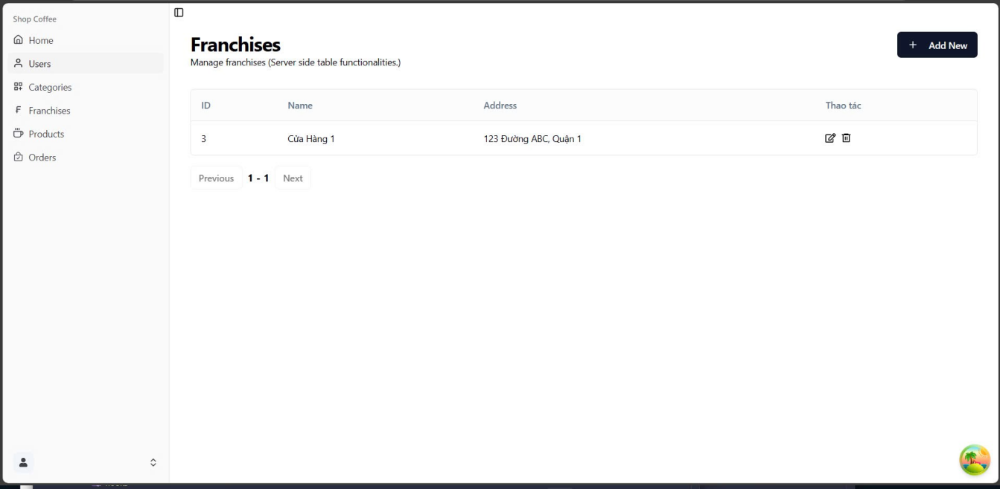 Shop Coffee
Home
Users
Categories
Franchises
Products
Orders
Franchises
Manage franchises (Server side table functionalities.)
Add New
ID Name Address Thao tác
3 Cửa Hàng 1 123 Đường ABC, Quận 1
Previous 1 - 1 Next